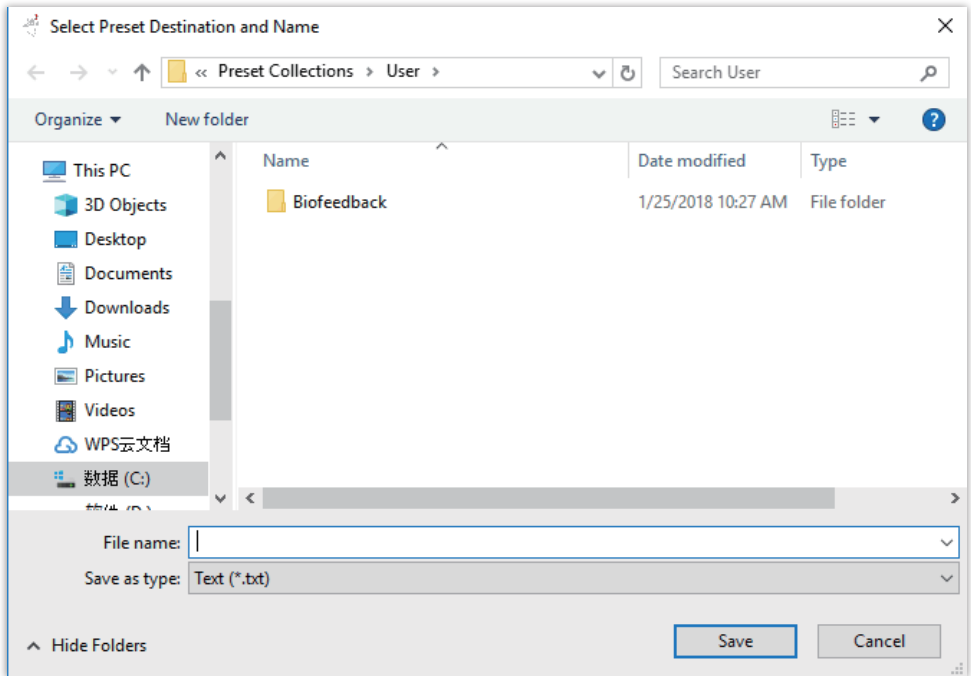 Select Preset Destination and Name
« Preset Collections > User >
Search User
Organize
New folder
Name
Date modified
Type
This PC
3D Objects
Desktop
Documents
Downloads
Music
Pictures
Videos
WPS云文档
数据 (C:)
Biofeedback
1/25/2018 10:27 AM
File folder
File name:
Save as type:
Text (*.txt)
Hide Folders
Save
Cancel